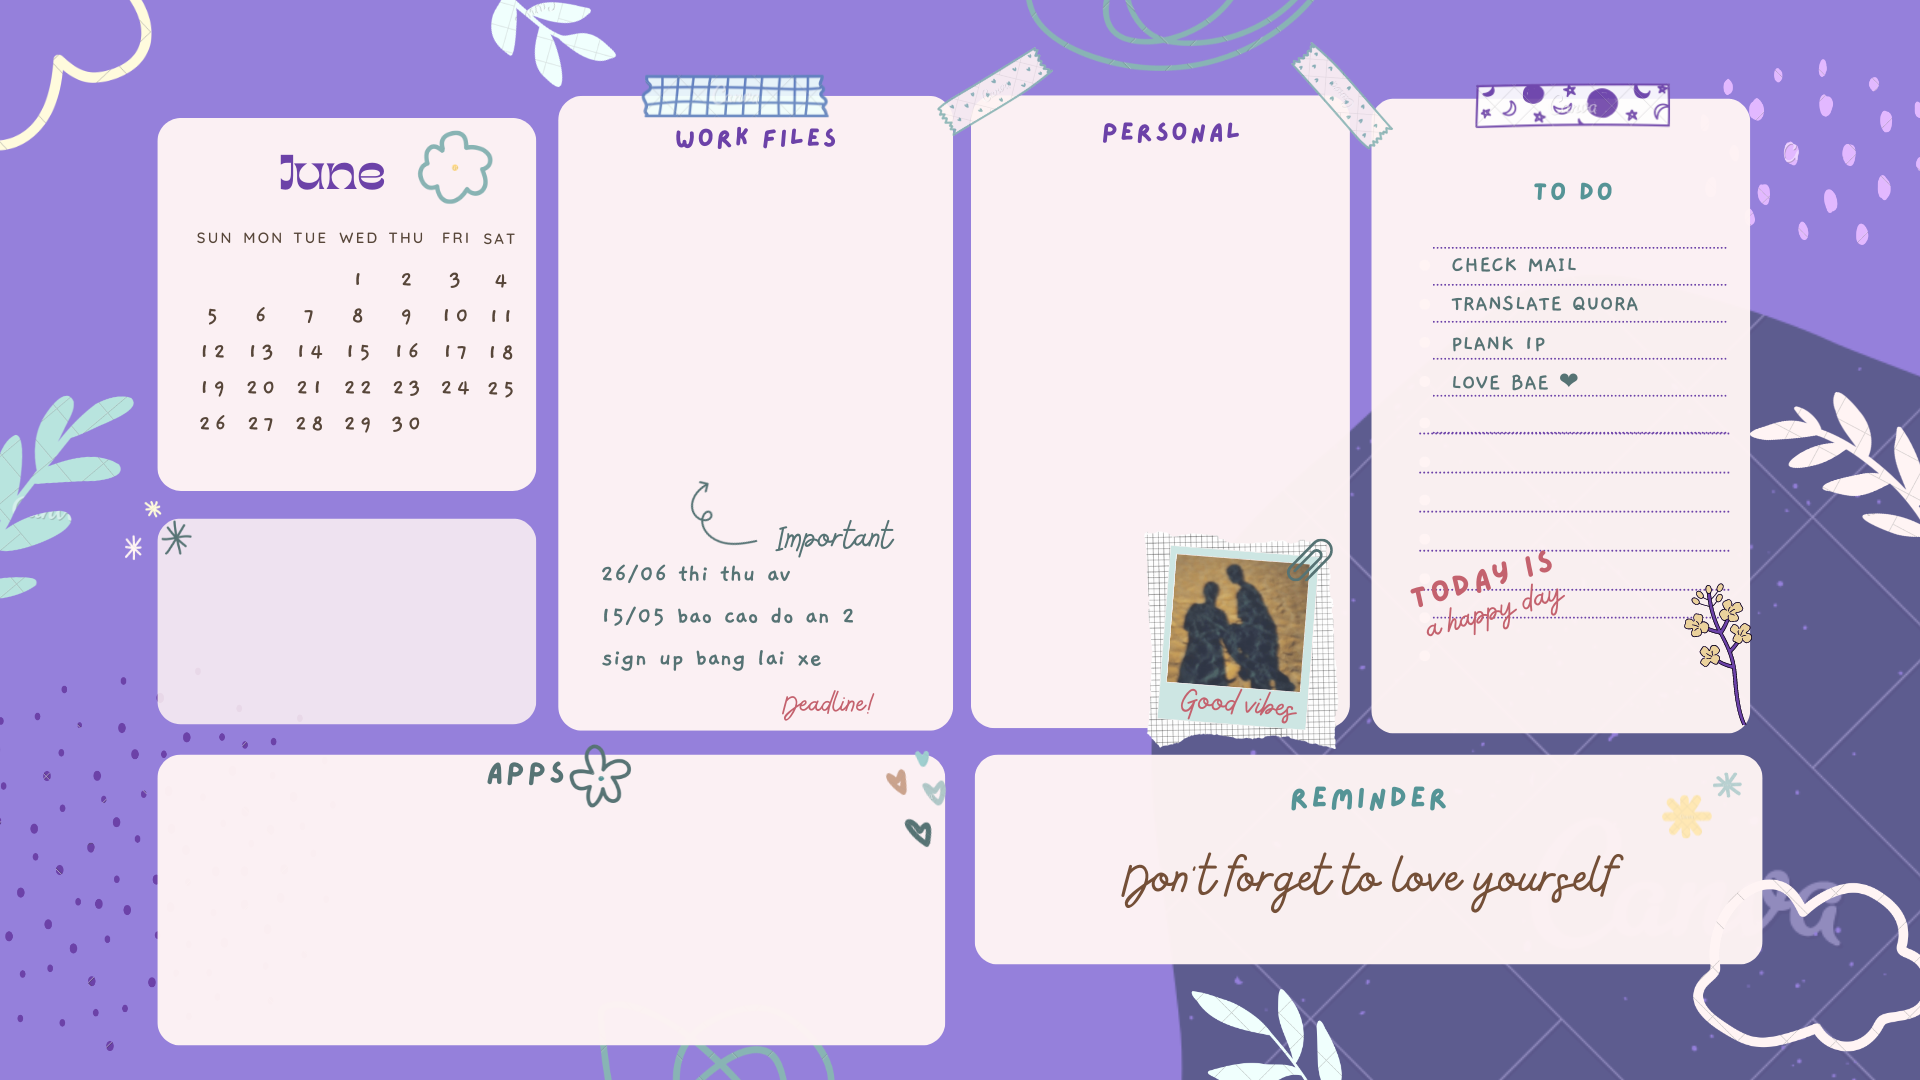 June
SUN MON TUE WED THU FRI SAT
1 2 3 4
5 6 7 8 9 10 11
12 13 14 15 16 17 18
19 20 21 22 23 24 25
26 27 28 29 30
WORK FILES
Important
26/06 thi thu av
15/05 bao cao do an 2
sign up bang lai xe
Deadline!
PERSONAL
Good vibes
TO DO
CHECK MAIL
TRANSLATE QUORA
PLANK 1P
LOVE BAE ❤
TODAY IS
a happy day
APPS
REMINDER
Don't forget to love yourself
Canva